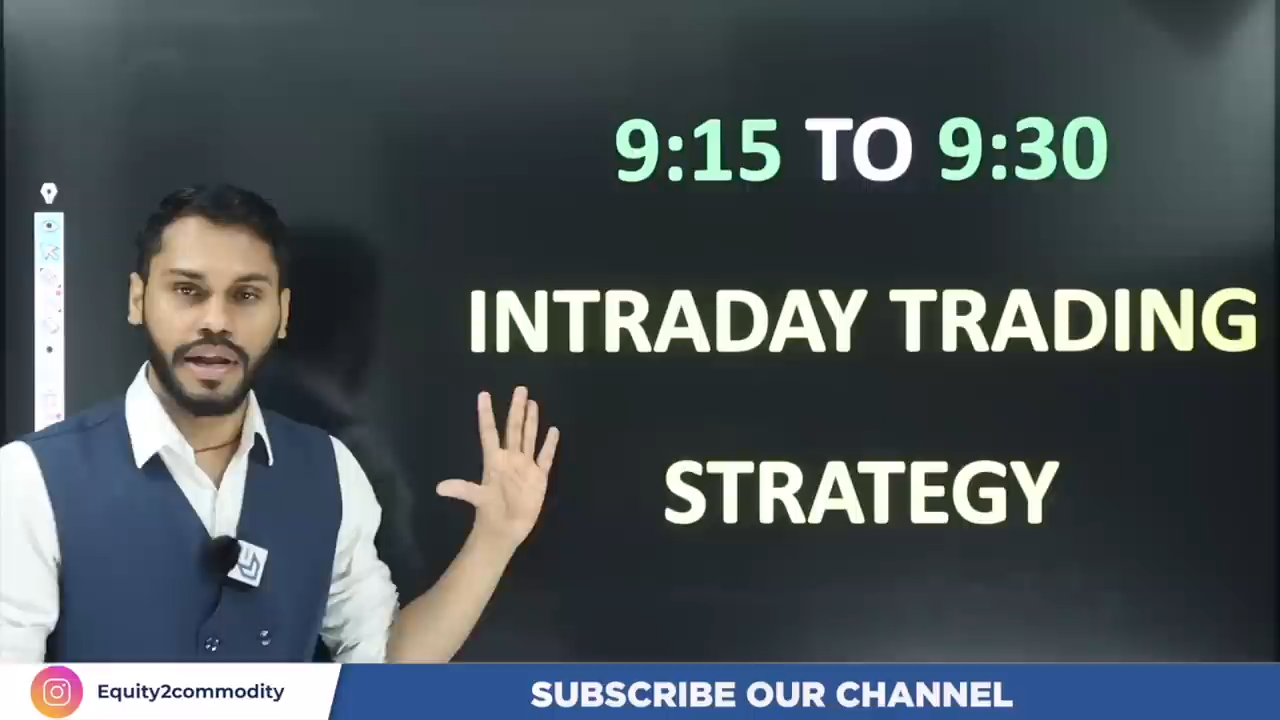 9:15 TO 9:30
INTRADAY TRADING
STRATEGY
Equity2commodity
SUBSCRIBE OUR CHANNEL